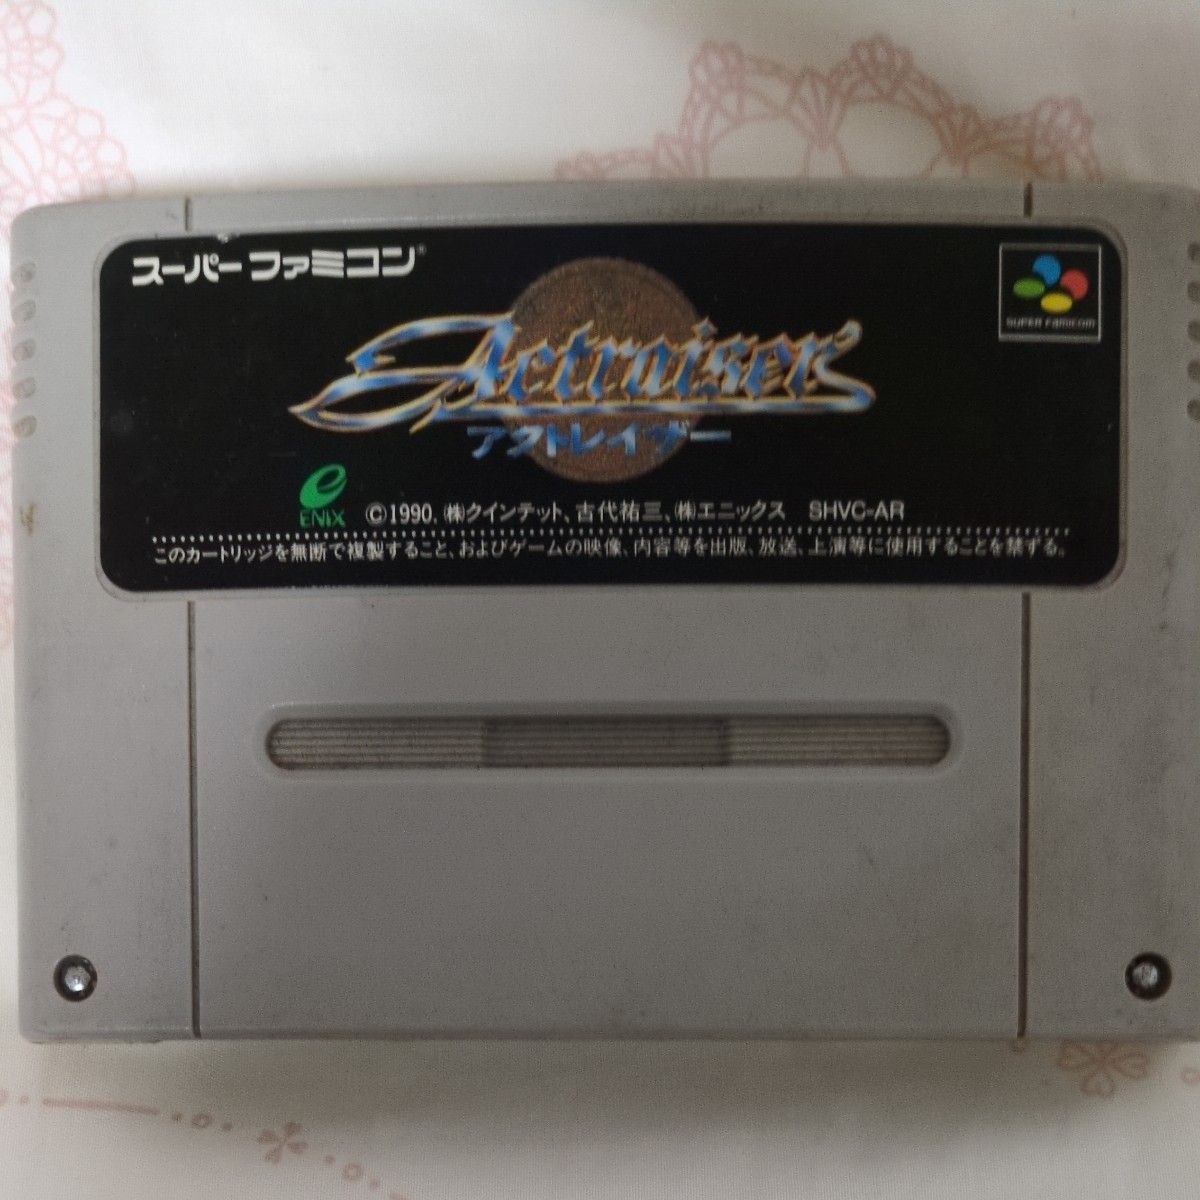 スーパーファミコン®
SUPER Famicom
Actraiser
アクトレイザー
ENIX
©1990, ㈱クインテット、古代祐三、㈱エニックス SHVC-AR
このカートリッジを無断で複製すること、およびゲームの映像、内容等を出版、放送、上演等に使用することを禁ずる。